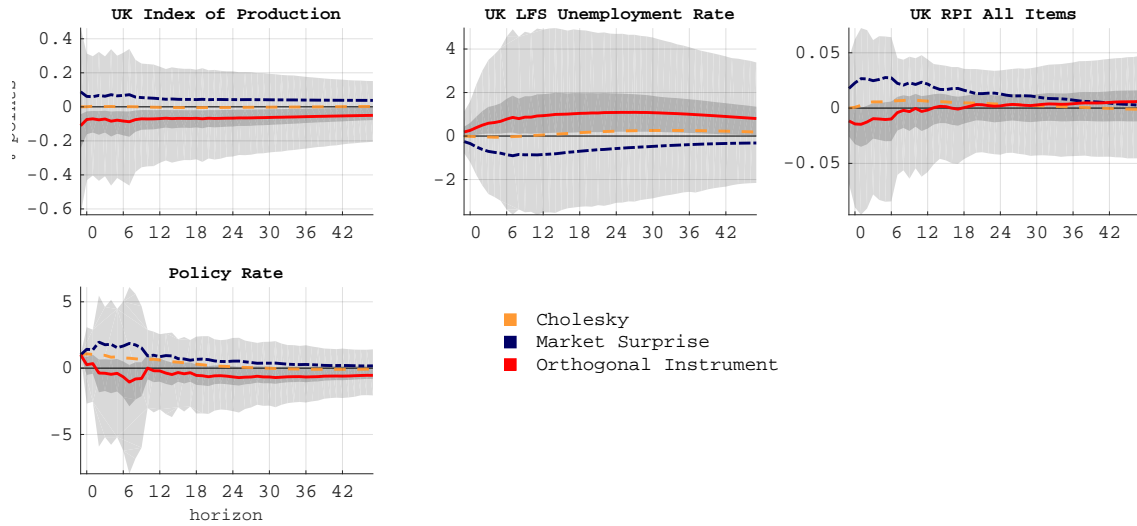 UK Index of Production
UK LFS Unemployment Rate
UK RPI All Items
0.4
0.2
0
-0.2
-0.4
-0.6
0 6 12 18 24 30 36 42
4
2
0
-2
0 6 12 18 24 30 36 42
0.05
0
-0.05
0 6 12 18 24 30 36 42
Policy Rate
5
0
-5
0 6 12 18 24 30 36 42
horizon
Cholesky
Market Surprise
Orthogonal Instrument